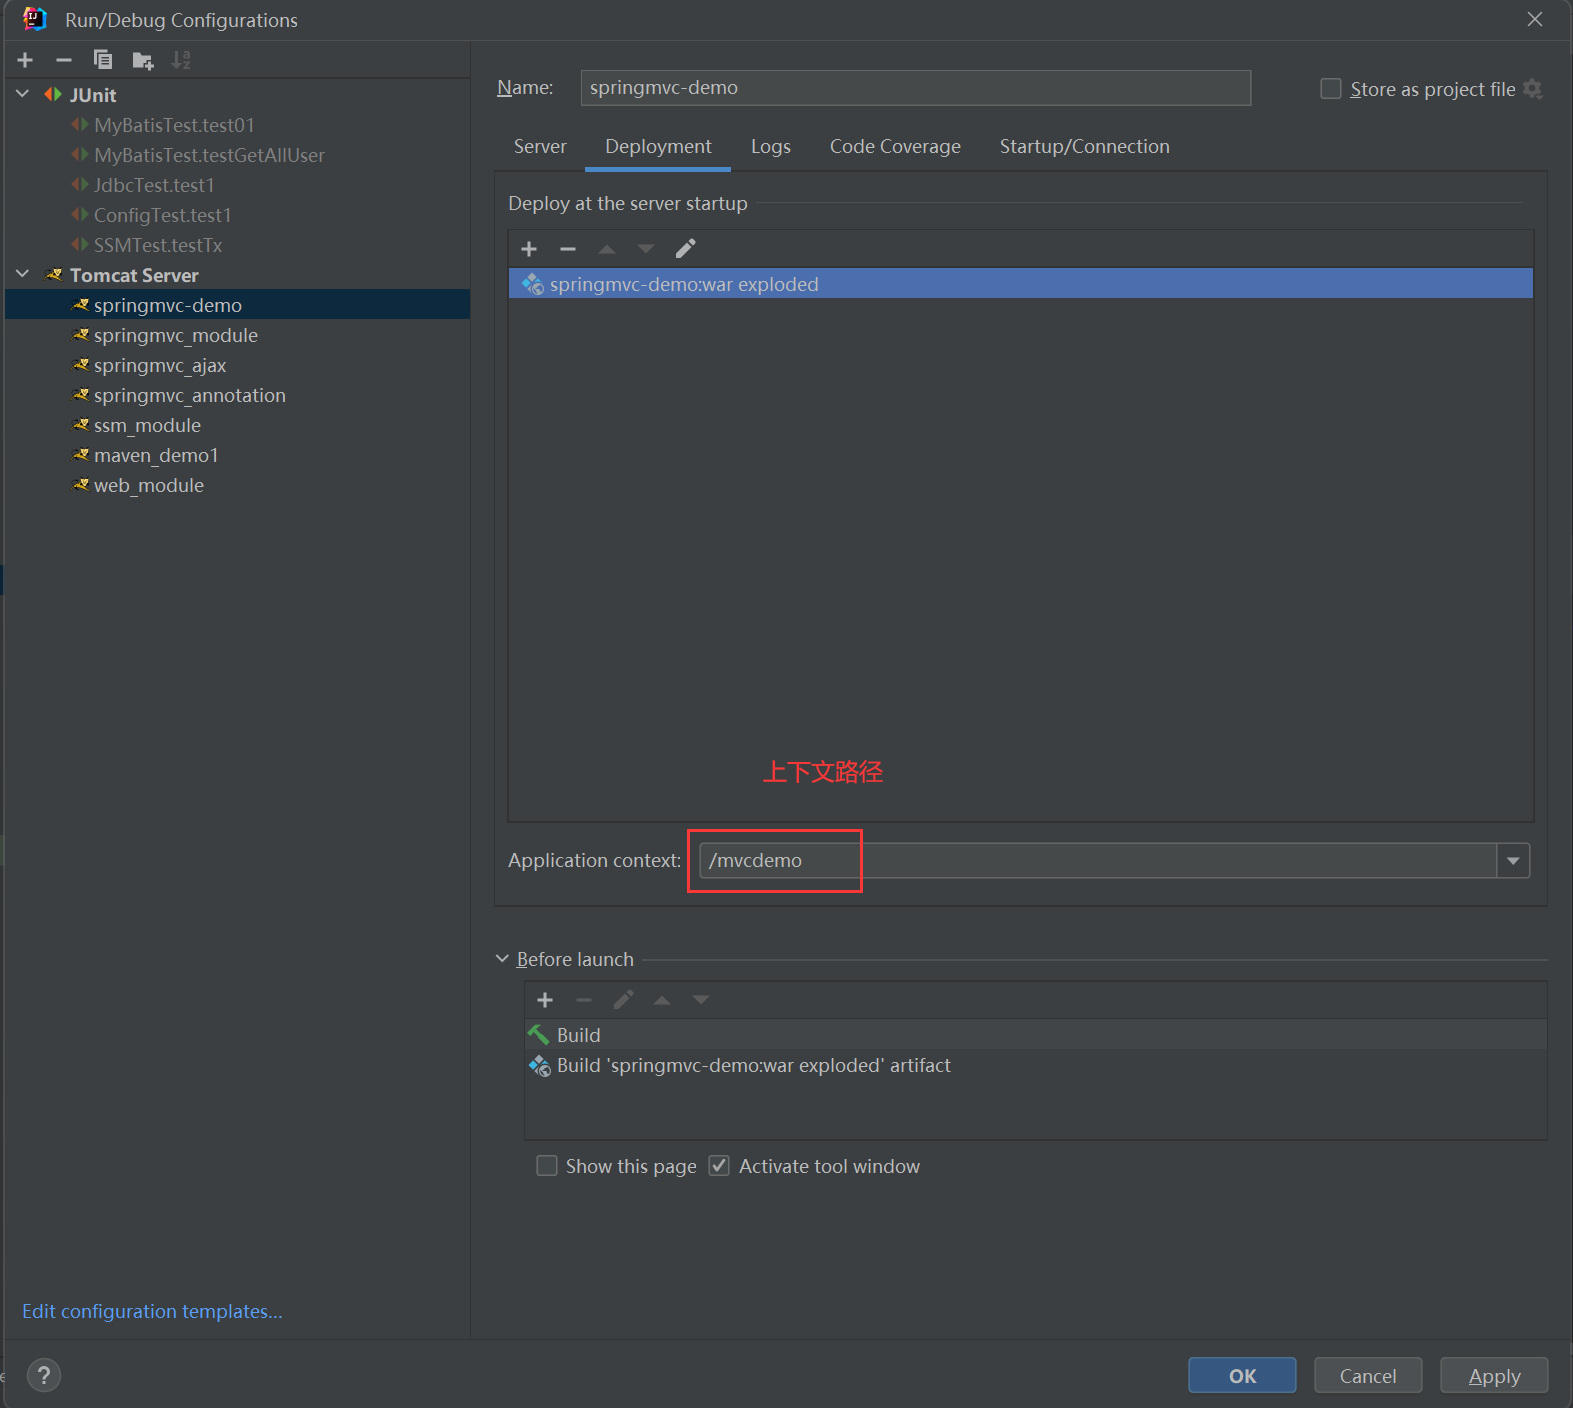 Run/Debug Configurations
JUnit
MyBatisTest.test01
MyBatisTest.testGetAllUser
JdbcTest.test1
ConfigTest.test1
SSMTest.testTx
Tomcat Server
springmvc-demo
springmvc_module
springmvc_ajax
springmvc_annotation
ssm_module
maven_demo1
web_module
Edit configuration templates...
Name: springmvc-demo Store as project file
Server Deployment Logs Code Coverage Startup/Connection
Deploy at the server startup
springmvc-demo:war exploded
上下文路径
Application context: /mvcdemo
Before launch
Build
Build 'springmvc-demo:war exploded' artifact
Show this page Activate tool window
? OK Cancel Apply